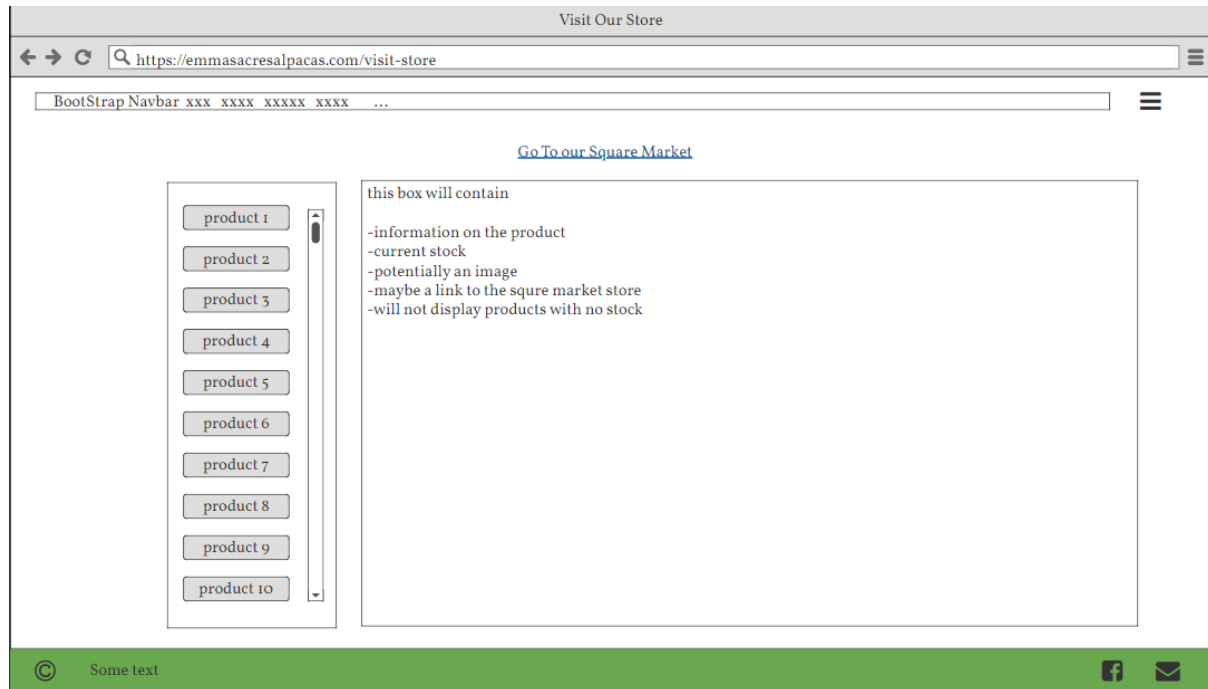 Visit Our Store
https://emmasacresalpacas.com/visit-store
BootStrap Navbar xxx xxxx xxxxx xxxx ...
Go To our Square Market
product 1
product 2
product 3
product 4
product 5
product 6
product 7
product 8
product 9
product 10
this box will contain
-information on the product
-current stock
-potentially an image
-maybe a link to the squre market store
-will not display products with no stock
© Some text